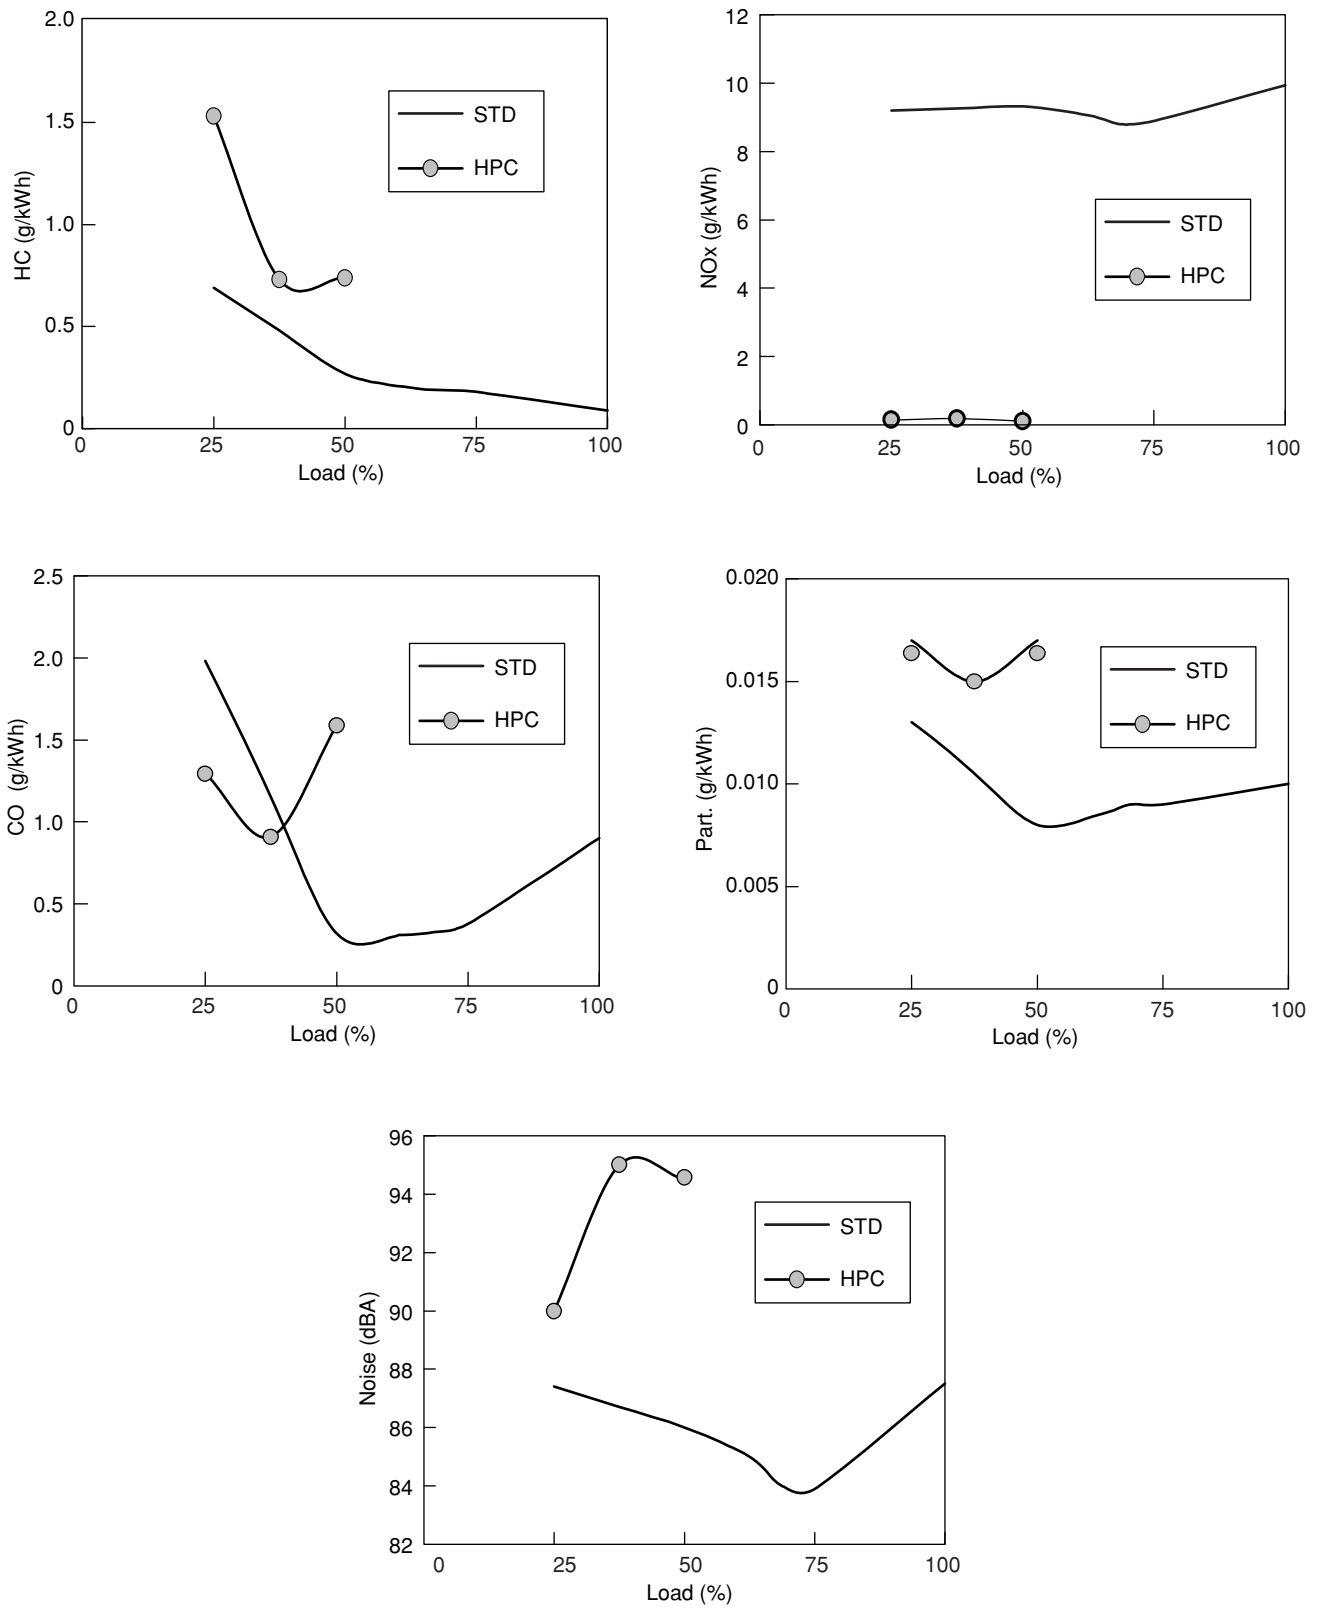 2.0
1.5
1.0
0.5
0
HC (g/kWh)
STD
HPC
0 25 50 75 100
Load (%)
12
10
8
6
4
2
0
NOx (g/kWh)
STD
HPC
0 25 50 75 100
Load (%)
2.5
2.0
1.5
1.0
0.5
0
CO (g/kWh)
STD
HPC
0 25 50 75 100
Load (%)
0.020
0.015
0.010
0.005
0
Part. (g/kWh)
STD
HPC
0 25 50 75 100
Load (%)
96
94
92
90
88
86
84
82
Noise (dBA)
STD
HPC
0 25 50 75 100
Load (%)